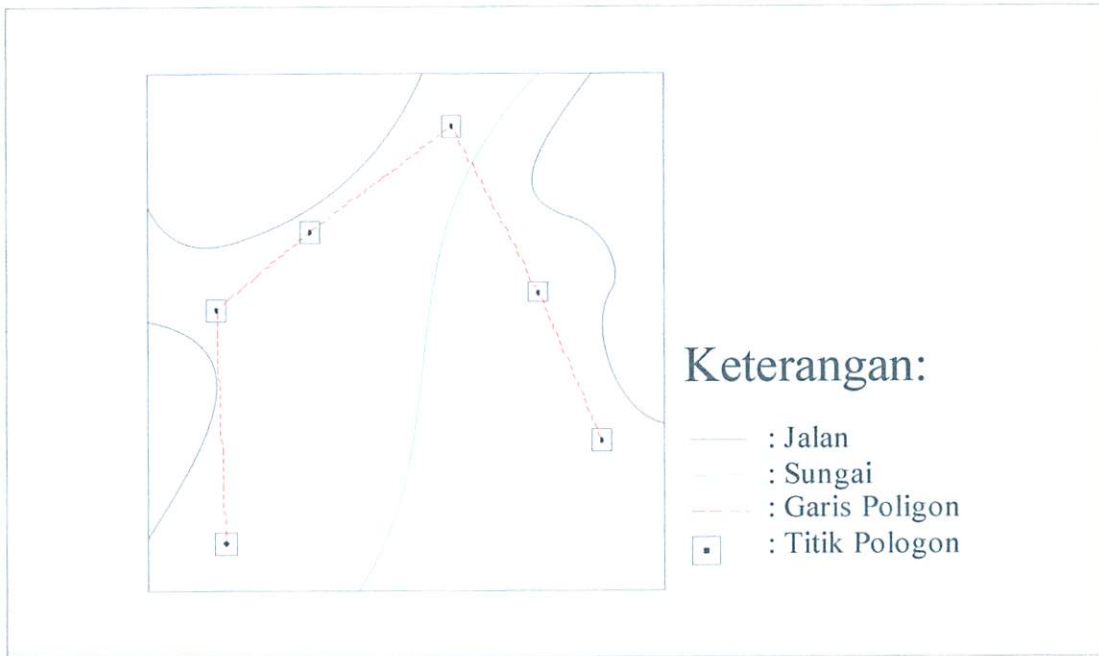 Keterangan:
: Jalan
: Sungai
: Garis Poligon
: Titik Pologon